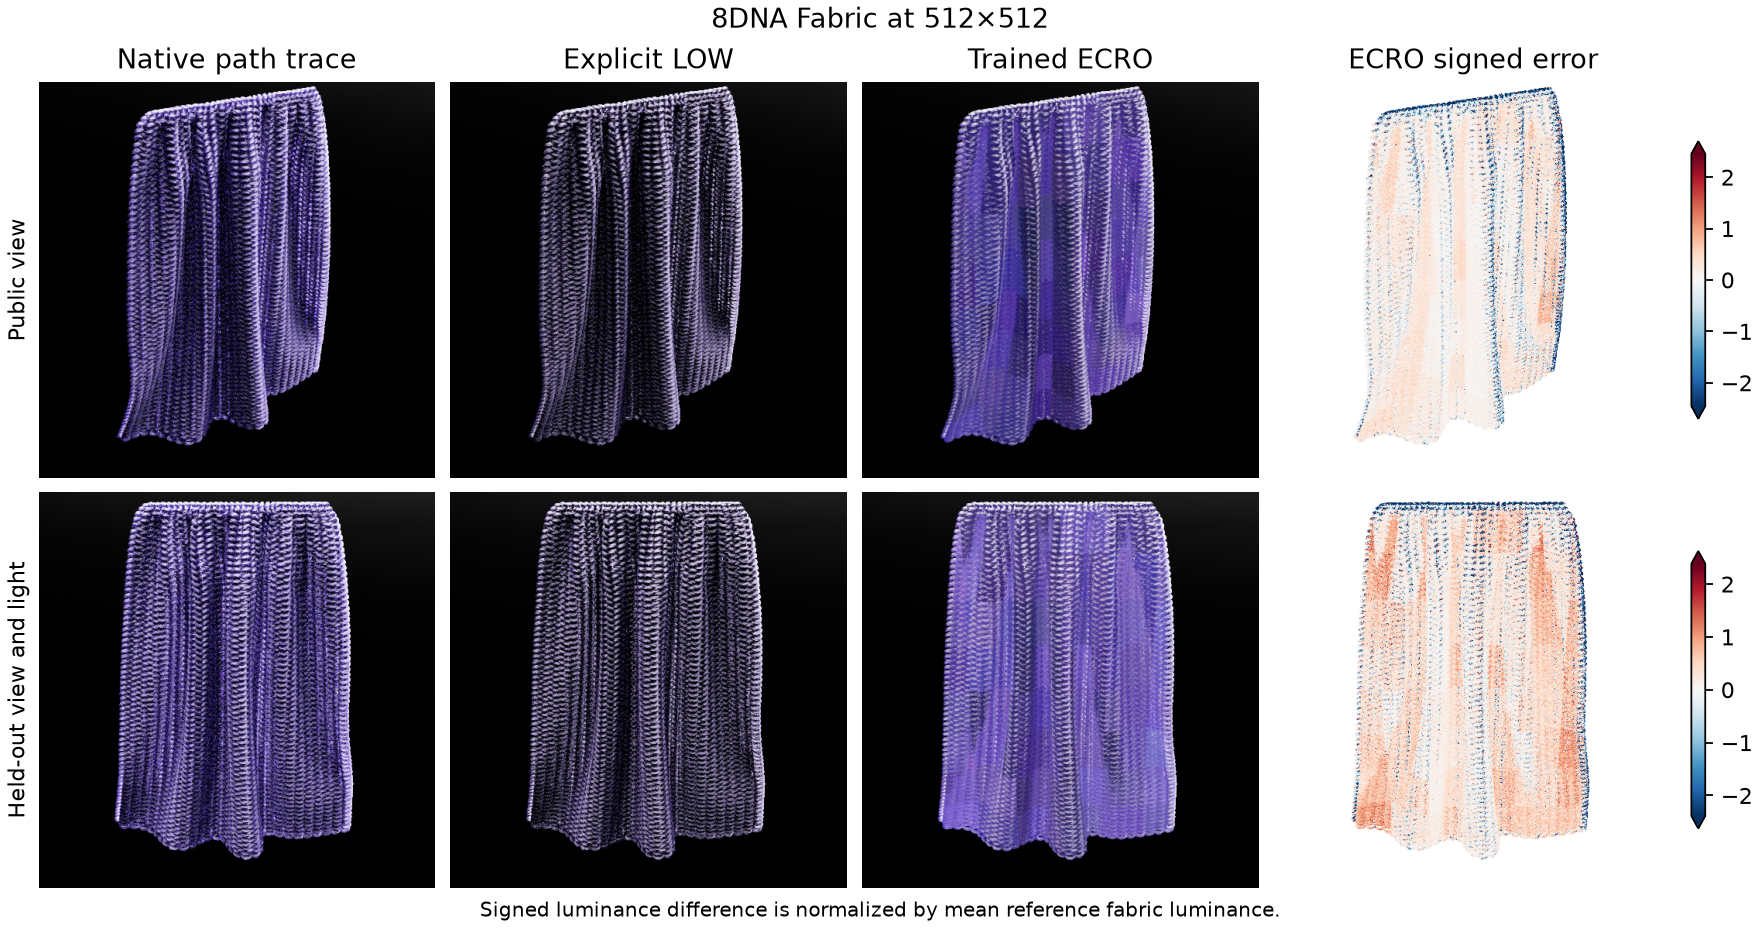 8DNA Fabric at 512×512
Native path trace
Explicit LOW
Trained ECRO
ECRO signed error
Public view
2
1
0
−1
−2
Held-out view and light
2
1
0
−1
−2
Signed luminance difference is normalized by mean reference fabric luminance.